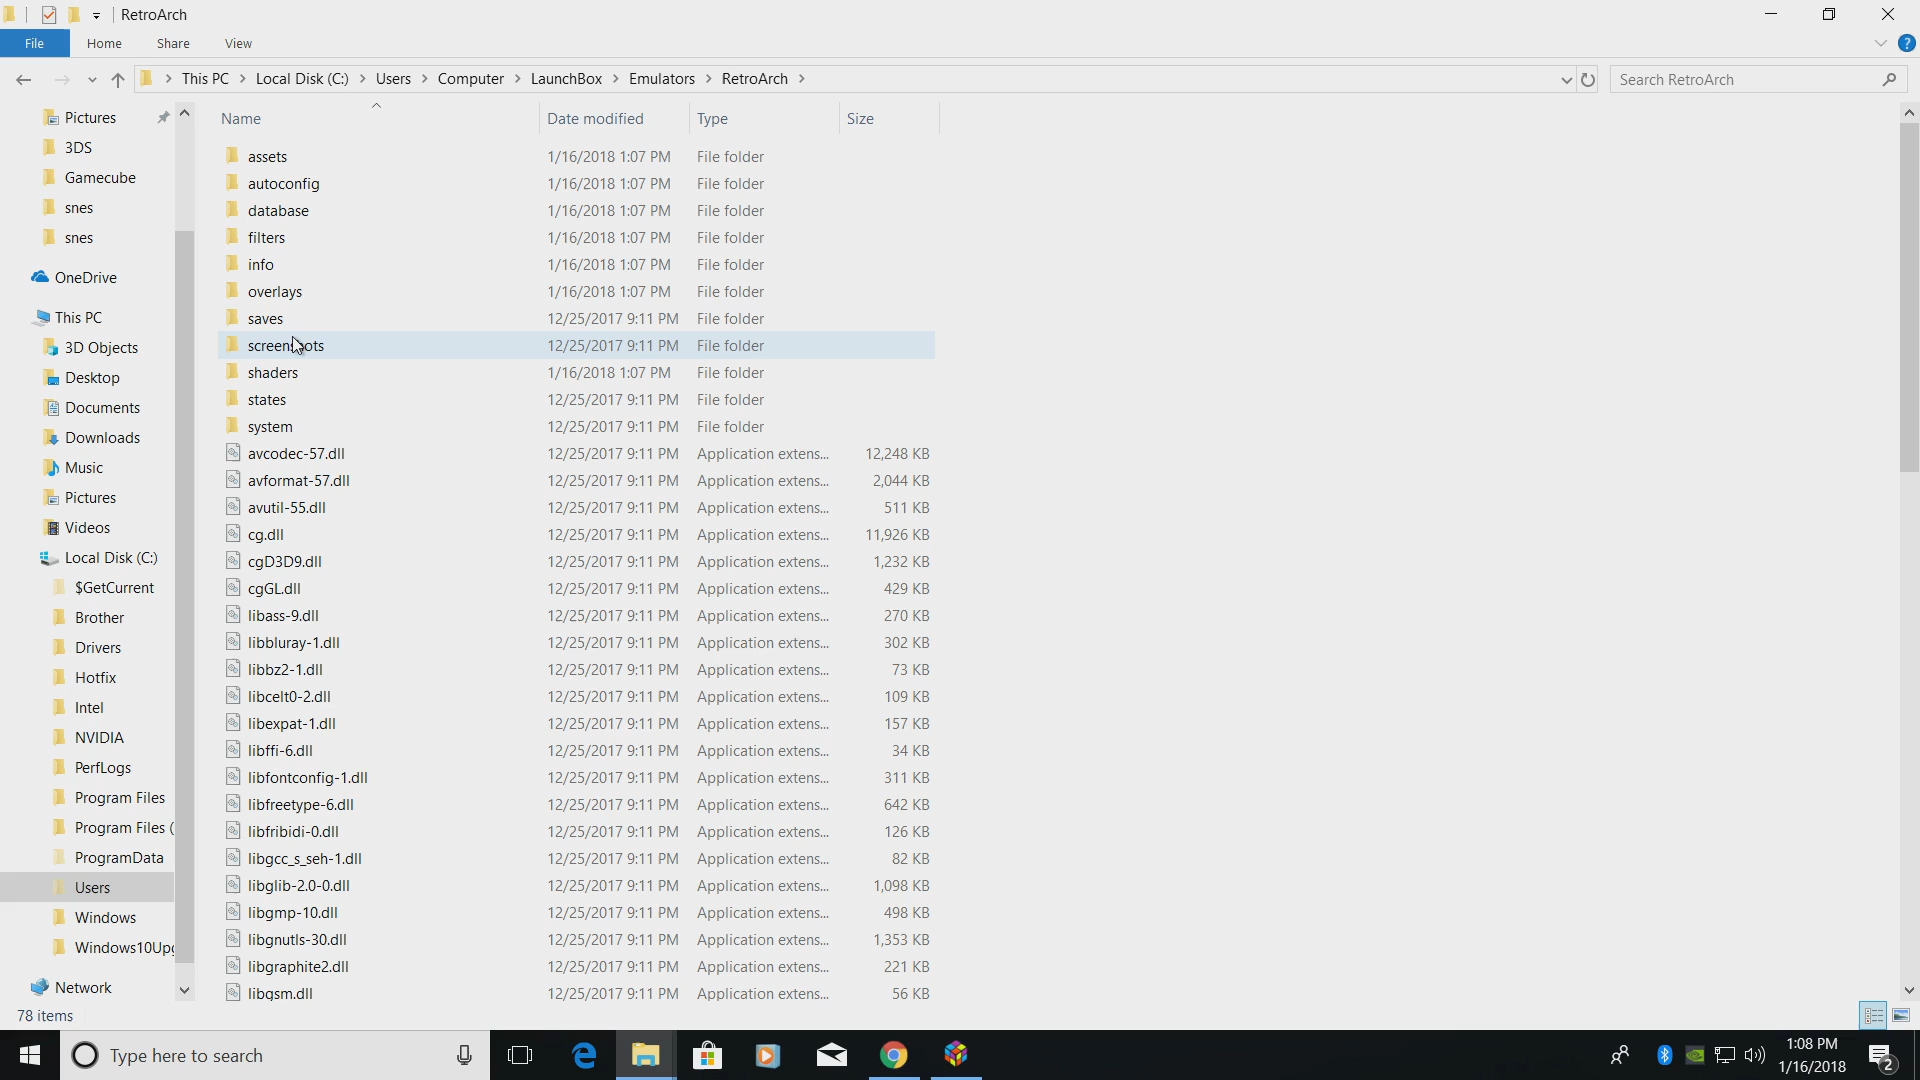 RetroArch
File Home Share View
This PC Local Disk (C:) Users Computer LaunchBox Emulators RetroArch Search RetroArch
Name Date modified Type Size
Pictures
3DS
Gamecube
snes
snes
OneDrive
This PC
3D Objects
Desktop
Documents
Downloads
Music
Pictures
Videos
Local Disk (C:)
$GetCurrent
Brother
Drivers
Hotfix
Intel
NVIDIA
PerfLogs
Program Files
Program Files (
ProgramData
Users
Windows
Windows10Upg
Network
assets 1/16/2018 1:07 PM File folder
autoconfig 1/16/2018 1:07 PM File folder
database 1/16/2018 1:07 PM File folder
filters 1/16/2018 1:07 PM File folder
info 1/16/2018 1:07 PM File folder
overlays 1/16/2018 1:07 PM File folder
saves 12/25/2017 9:11 PM File folder
screenshots 12/25/2017 9:11 PM File folder
shaders 1/16/2018 1:07 PM File folder
states 12/25/2017 9:11 PM File folder
system 12/25/2017 9:11 PM File folder
avcodec-57.dll 12/25/2017 9:11 PM Application extens... 12,248 KB
avformat-57.dll 12/25/2017 9:11 PM Application extens... 2,044 KB
avutil-55.dll 12/25/2017 9:11 PM Application extens... 511 KB
cg.dll 12/25/2017 9:11 PM Application extens... 11,926 KB
cgD3D9.dll 12/25/2017 9:11 PM Application extens... 1,232 KB
cgGL.dll 12/25/2017 9:11 PM Application extens... 429 KB
libass-9.dll 12/25/2017 9:11 PM Application extens... 270 KB
libbluray-1.dll 12/25/2017 9:11 PM Application extens... 302 KB
libbz2-1.dll 12/25/2017 9:11 PM Application extens... 73 KB
libcelt0-2.dll 12/25/2017 9:11 PM Application extens... 109 KB
libexpat-1.dll 12/25/2017 9:11 PM Application extens... 157 KB
libffi-6.dll 12/25/2017 9:11 PM Application extens... 34 KB
libfontconfig-1.dll 12/25/2017 9:11 PM Application extens... 311 KB
libfreetype-6.dll 12/25/2017 9:11 PM Application extens... 642 KB
libfribidi-0.dll 12/25/2017 9:11 PM Application extens... 126 KB
libgcc_s_seh-1.dll 12/25/2017 9:11 PM Application extens... 82 KB
libglib-2.0-0.dll 12/25/2017 9:11 PM Application extens... 1,098 KB
libgmp-10.dll 12/25/2017 9:11 PM Application extens... 498 KB
libgnutls-30.dll 12/25/2017 9:11 PM Application extens... 1,353 KB
libgraphite2.dll 12/25/2017 9:11 PM Application extens... 221 KB
libgsm.dll 12/25/2017 9:11 PM Application extens... 56 KB
78 items
Type here to search
1:08 PM
1/16/2018
2